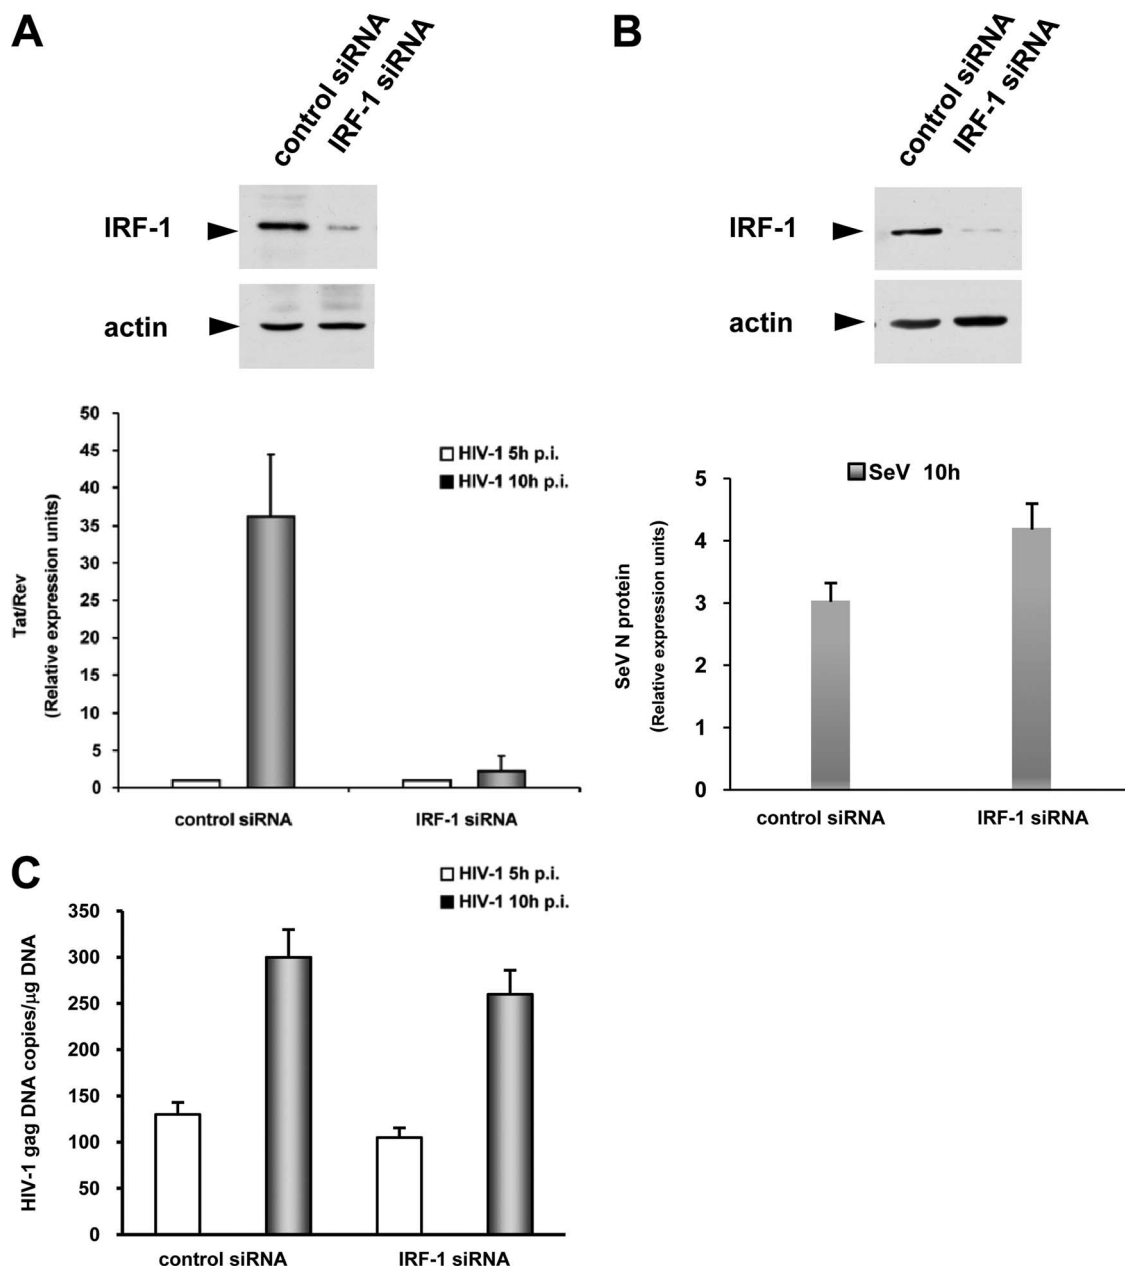 A
control siRNA
IRF-1 siRNA
IRF-1
actin
50
45
40
35
30
25
20
15
10
5
0
Tat/Rev
(Relative expression units)
HIV-1 5h p.i.
HIV-1 10h p.i.
control siRNA
IRF-1 siRNA
B
control siRNA
IRF-1 siRNA
IRF-1
actin
SeV 10h
5
4
3
2
1
0
SeV N protein
(Relative expression units)
control siRNA
IRF-1 siRNA
C
HIV-1 5h p.i.
HIV-1 10h p.i.
350
300
250
200
150
100
50
0
HIV-1 gag DNA copies/µg DNA
control siRNA
IRF-1 siRNA